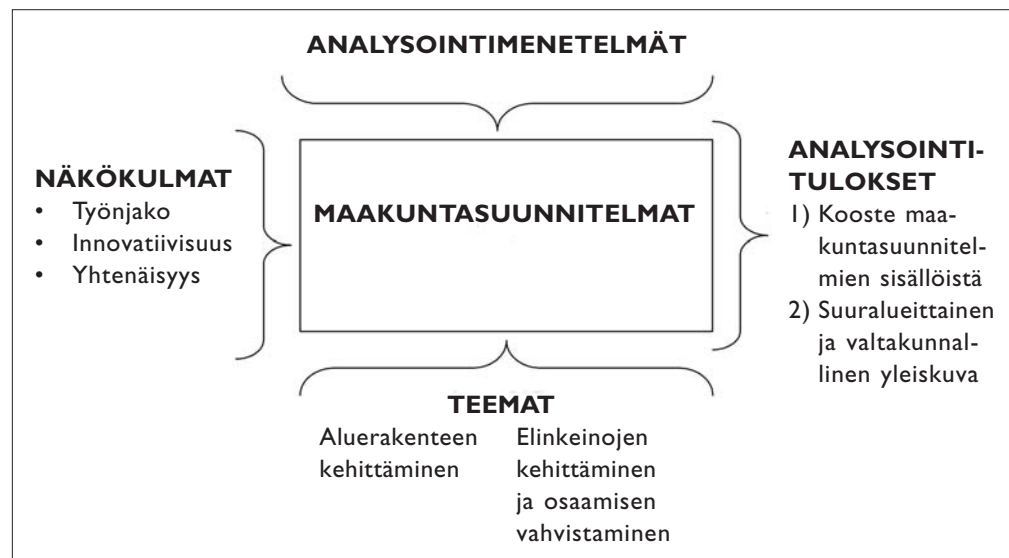 ANALYSOINTIMENETELMÄT
NÄKÖKULMAT
• Työnjako
• Innovatiivisuus
• Yhtenäisyys
MAAKUNTASUUNNITELMAT
ANALYSOINTI-
TULOKSET
1) Kooste maa-
kuntasuunnitel-
mien sisällöistä
2) Suuralueittainen
ja valtakunnal-
linen yleiskuva
TEEMAT
Aluerakenteen
kehittäminen
Elinkeinojen
kehittäminen
ja osaamisen
vahvistaminen